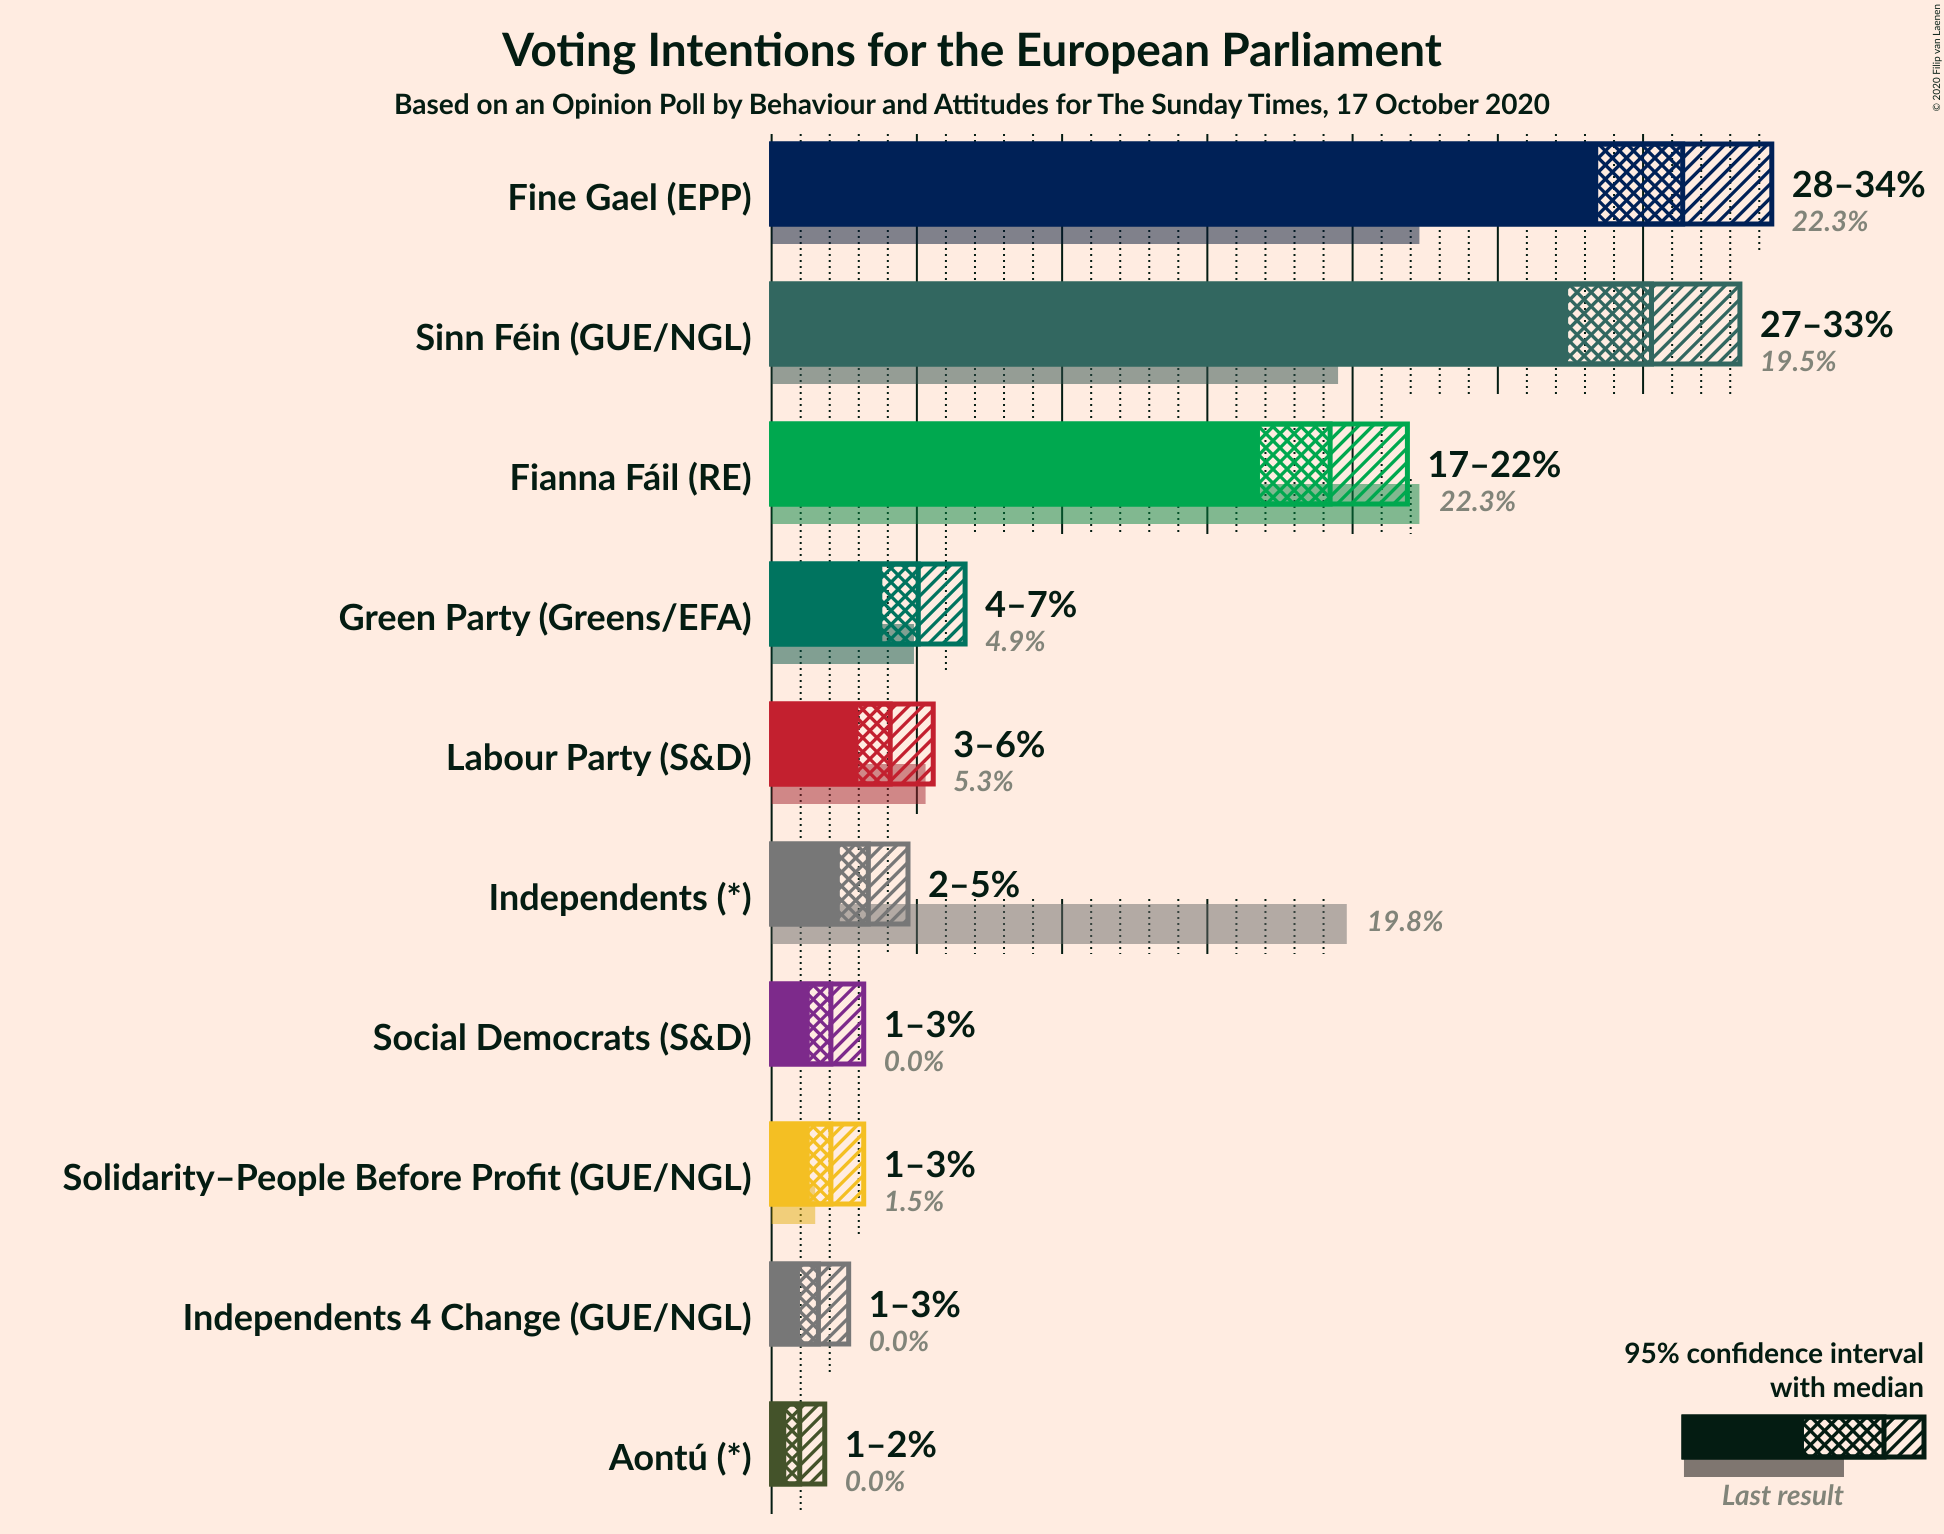 Voting Intentions for the European Parliament
Based on an Opinion Poll by Behaviour and Attitudes for The Sunday Times, 17 October 2020
© 2020 Filip van Laenen
Fine Gael (EPP)
28–34%
22.3%
Sinn Féin (GUE/NGL)
27–33%
19.5%
Fianna Fáil (RE)
17–22%
22.3%
Green Party (Greens/EFA)
4–7%
4.9%
Labour Party (S&D)
3–6%
5.3%
Independents (*)
2–5%
19.8%
Social Democrats (S&D)
1–3%
0.0%
Solidarity–People Before Profit (GUE/NGL)
1–3%
1.5%
Independents 4 Change (GUE/NGL)
1–3%
0.0%
Aontú (*)
1–2%
0.0%
95% confidence interval
with median
Last result